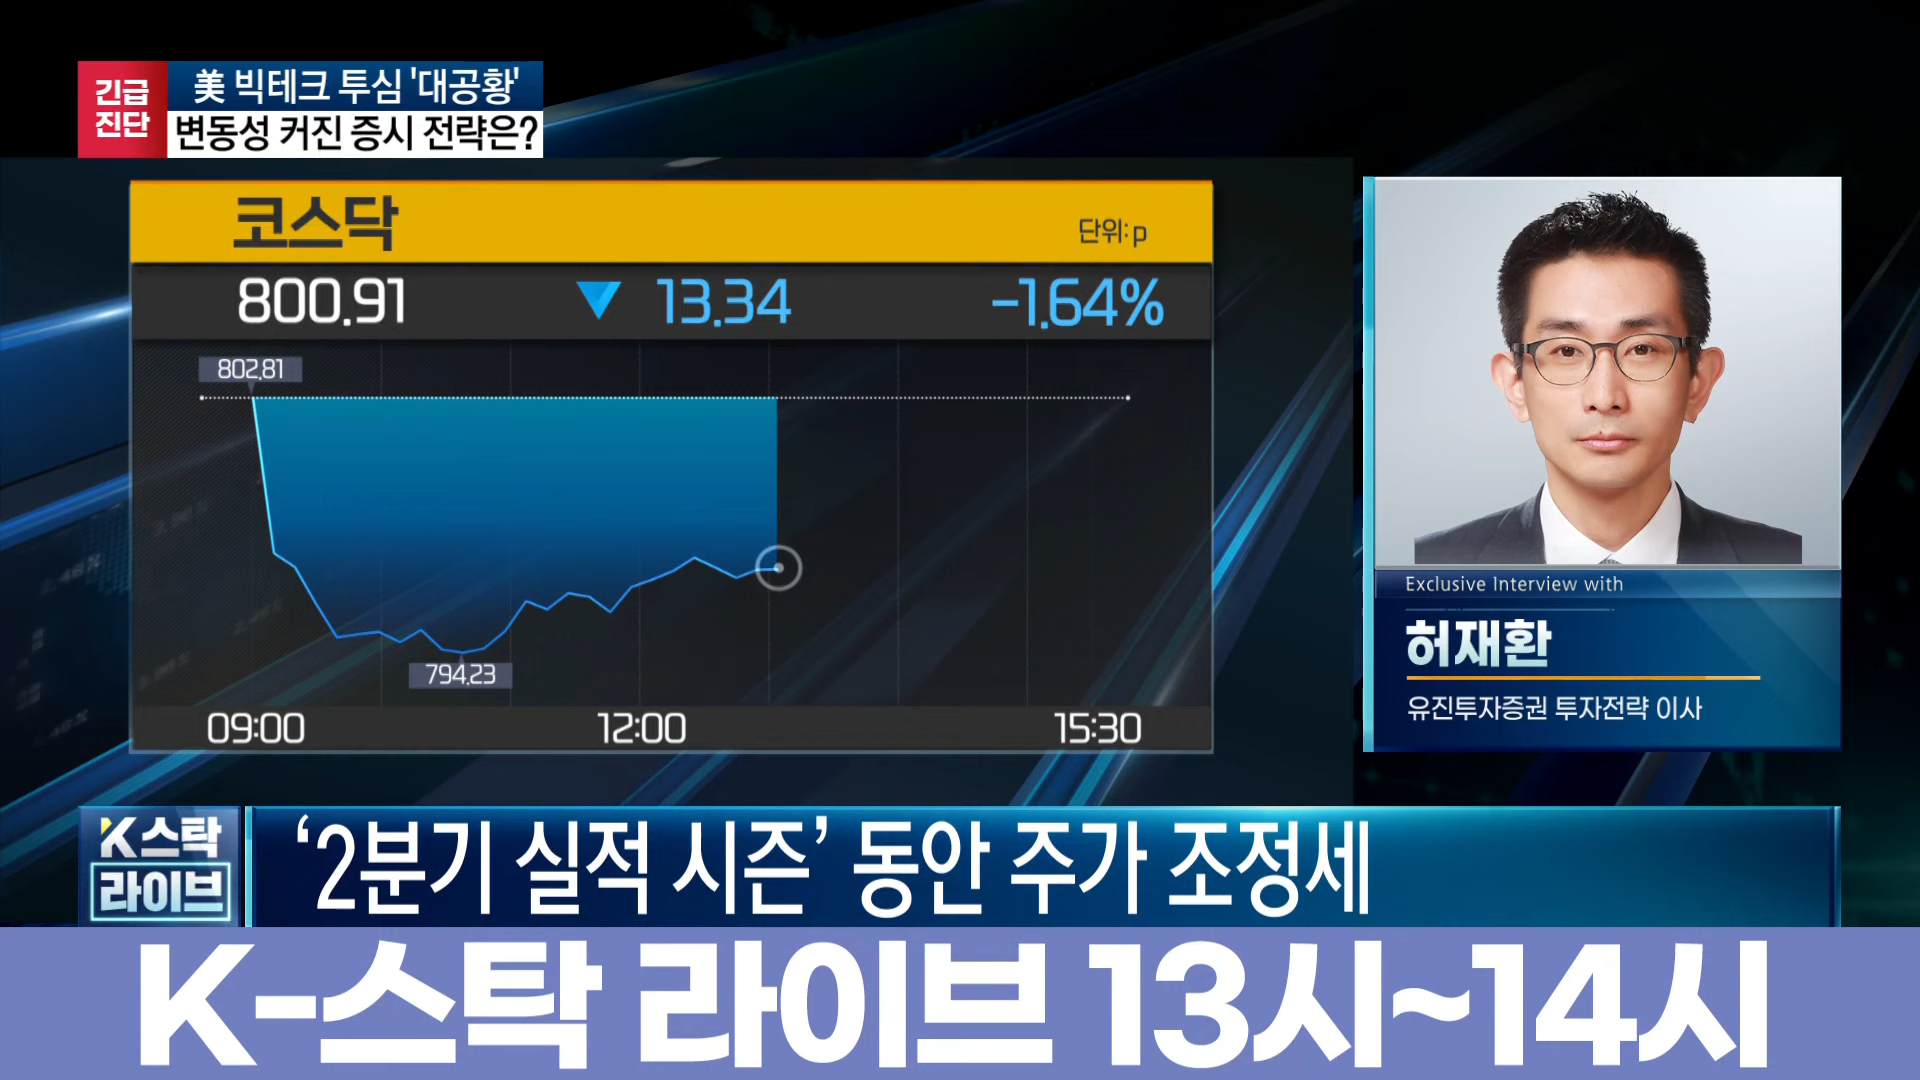 긴급
진단
美 빅테크 투심 '대공황'
변동성 커진 증시 전략은?
코스닥
단위:p
800.91 ▼ 13.34 -1.64%
802.81
794.23
09:00 12:00 15:30
Exclusive Interview with
허재환
유진투자증권 투자전략 이사
K스탁
라이브
‘2분기 실적 시즌’ 동안 주가 조정세
K-스탁 라이브 13시~14시